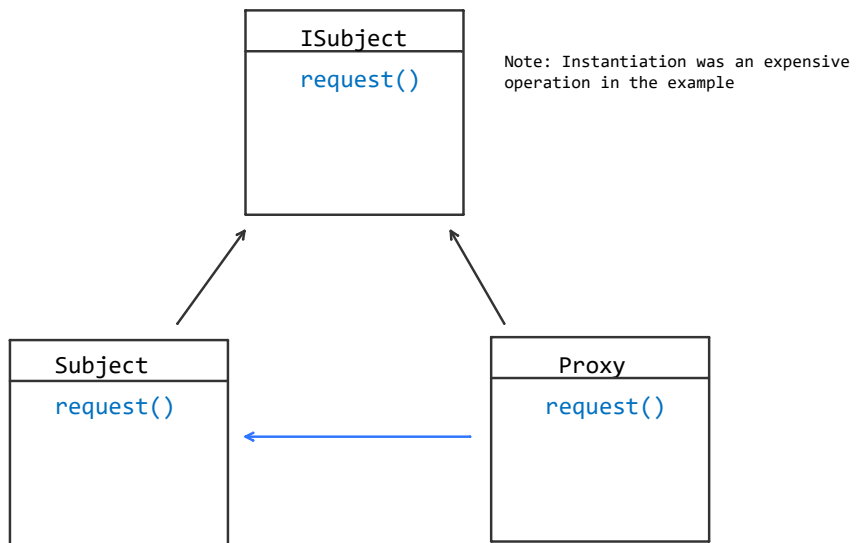 ISubject
request()
Note: Instantiation was an expensive
operation in the example
Subject
request()
Proxy
request()